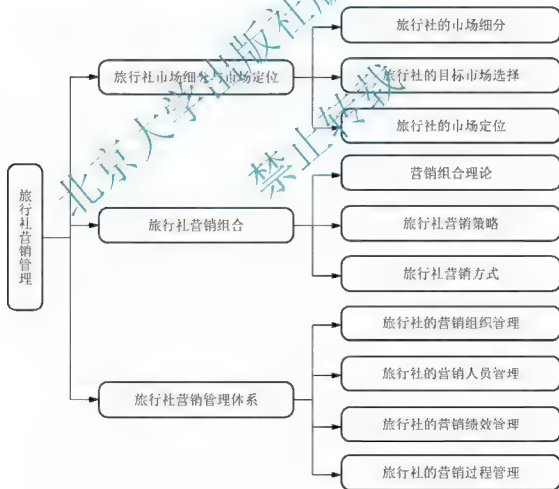 旅行社营销管理
旅行社市场细分与市场定位
旅行社的市场细分
旅行社的目标市场选择
旅行社的市场定位
旅行社营销组合
营销组合理论
旅行社营销策略
旅行社营销方式
旅行社营销管理体系
旅行社的营销组织管理
旅行社的营销人员管理
旅行社的营销绩效管理
旅行社的营销过程管理
北京大学出版社版
禁止转载